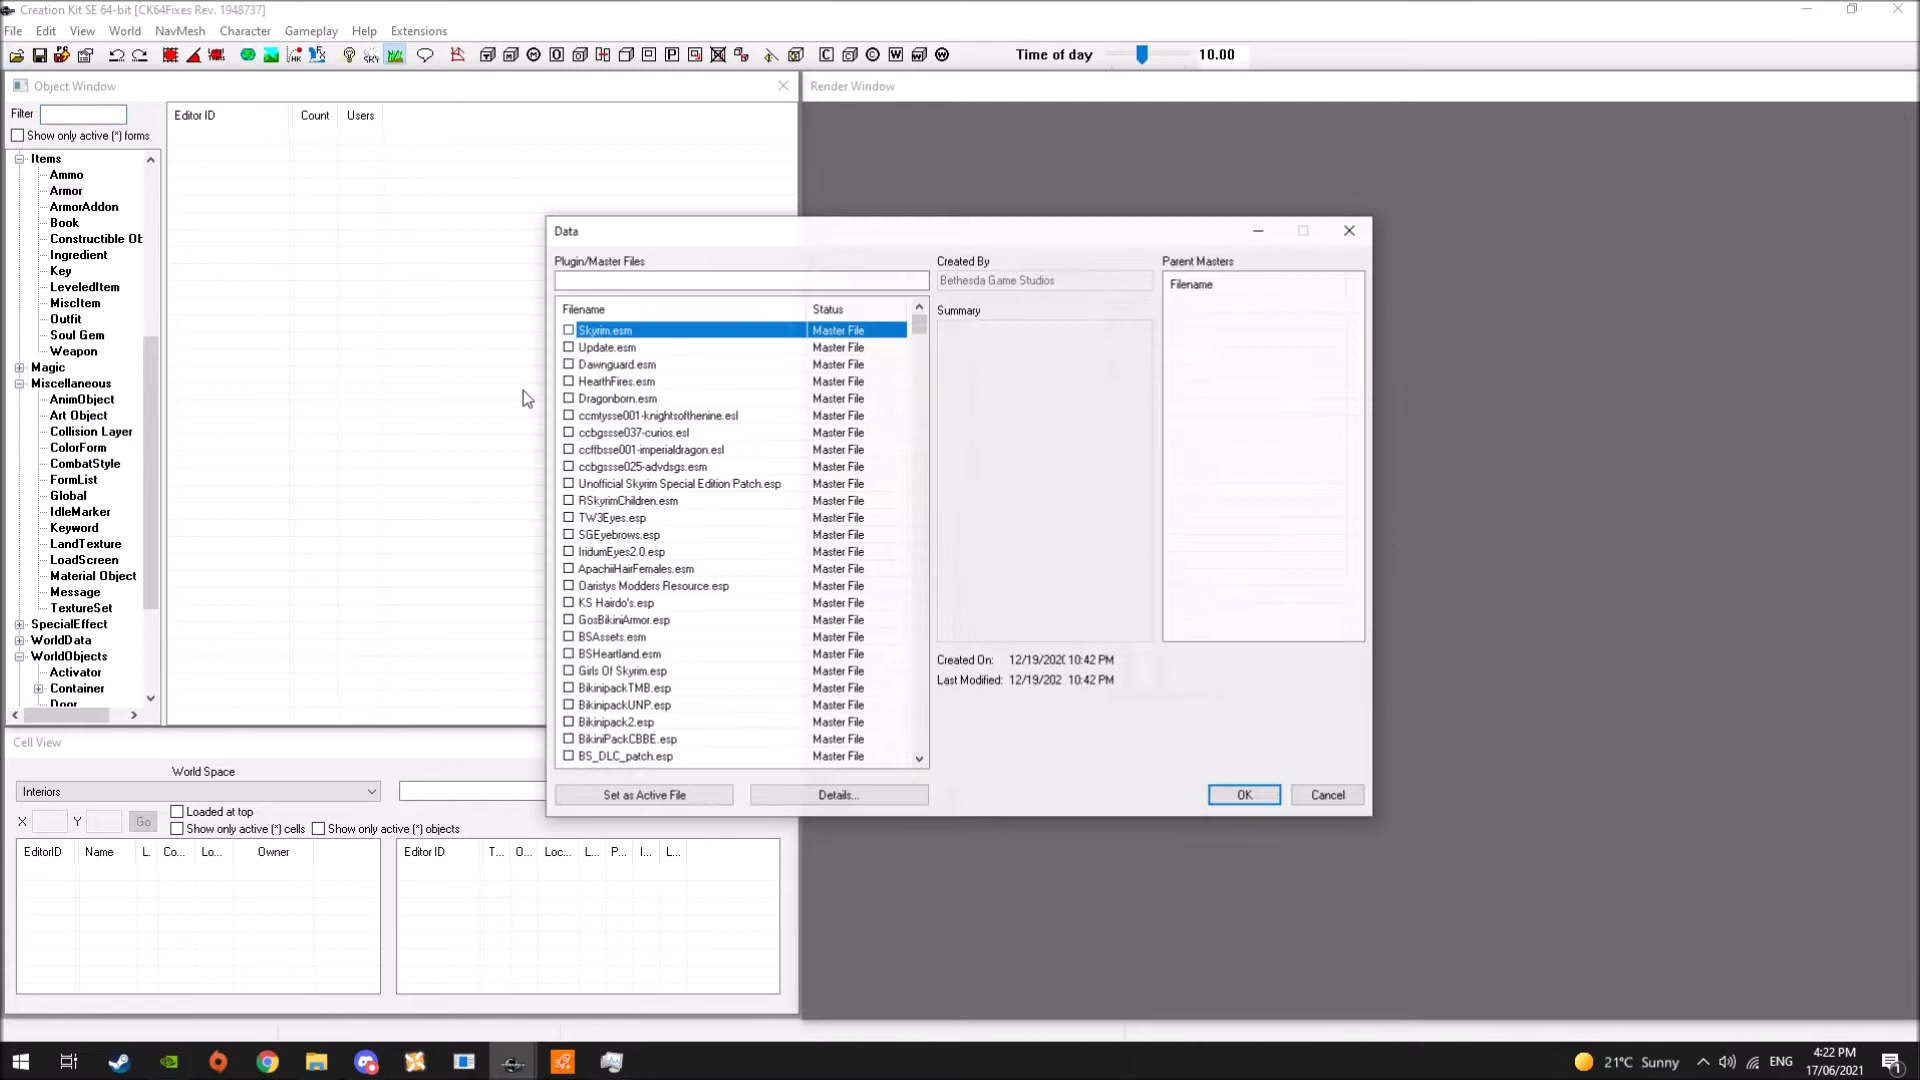 Creation Kit SE 64-bit [CK64Fixes Rev. 1948737]
File Edit View World NavMesh Character Gameplay Help Extensions
Time of day 10.00
Object Window
Render Window
Filter
Show only active (*) forms
Editor ID Count Users
Items
Ammo
Armor
ArmorAddon
Book
Constructible Ob
Ingredient
Key
LeveledItem
MiscItem
Outfit
Soul Gem
Weapon
Magic
Miscellaneous
AnimObject
Art Object
Collision Layer
ColorForm
CombatStyle
FormList
Global
IdleMarker
Keyword
LandTexture
LoadScreen
Material Object
Message
TextureSet
SpecialEffect
WorldData
WorldObjects
Activator
Container
Door
Data
Plugin/Master Files
Filename Status
Skyrim.esm Master File
Update.esm Master File
Dawnguard.esm Master File
HearthFires.esm Master File
Dragonborn.esm Master File
ccmtysse001-knightsofthenine.esl Master File
ccbgssse037-curios.esl Master File
ccffbsse001-imperialdragon.esl Master File
ccbgssse025-advdsgs.esm Master File
Unofficial Skyrim Special Edition Patch.esp Master File
RSkyrimChildren.esm Master File
TW3Eyes.esp Master File
SGEyebrows.esp Master File
IridumEyes2.0.esp Master File
ApachiiHairFemales.esm Master File
Oaristys Modders Resource.esp Master File
KS Hairdo's.esp Master File
GosBikiniArmor.esp Master File
BSAssets.esm Master File
BSHeartland.esm Master File
Girls Of Skyrim.esp Master File
BikinipackTMB.esp Master File
BikinipackUNP.esp Master File
Bikinipack2.esp Master File
BikiniPackCBBE.esp Master File
BS_DLC_patch.esp Master File
Set as Active File Details...
Created By
Bethesda Game Studios
Summary
Created On: 12/19/202( 10:42 PM
Last Modified: 12/19/202 10:42 PM
Parent Masters
Filename
OK Cancel
Cell View
World Space
Interiors
X Y Go
Loaded at top
Show only active (*) cells Show only active (*) objects
EditorID Name L. Co... Lo... Owner
Editor ID T... O... Loc... L... P... I... L...
21°C Sunny ENG 4:22 PM
17/06/2021
1